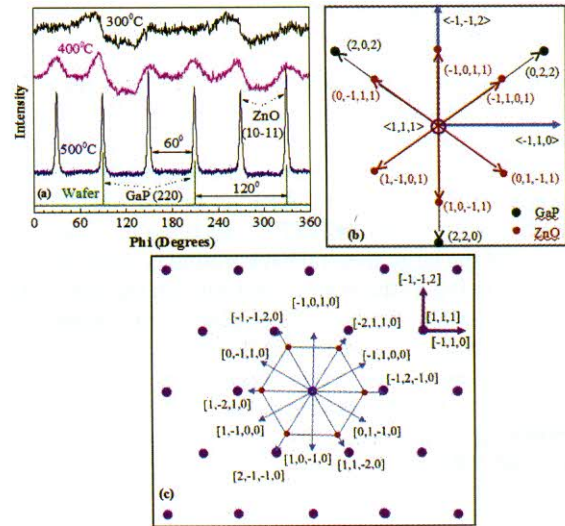 300°C
400°C
500°C
60⁰
ZnO
(10-11)
(a)
Wafer
GaP (220)
120⁰
Intensity
0 60 120 180 240 300 360
Phi (Degrees)
<-1,-1,2>
(2,0,2)
(-1,0,1,1)
(0,2,2)
(0,-1,1,1)
(-1,1,0,1)
<1,1,1>
<-1,1,0>
(1,-1,0,1)
(0,1,-1,1)
(1,0,-1,1)
(b)
(2,2,0)
GaP
ZnO
[-1,-1,2]
[-1,0,1,0]
[-1,-1,2,0]
[-2,1,1,0]
[1,1,1]
[-1,1,0]
[0,-1,1,0]
[-1,1,0,0]
[-1,2,-1,0]
[1,-2,1,0]
[1,-1,0,0]
[0,1,-1,0]
[2,-1,-1,0]
[1,0,-1,0]
[1,1,-2,0]
(c)